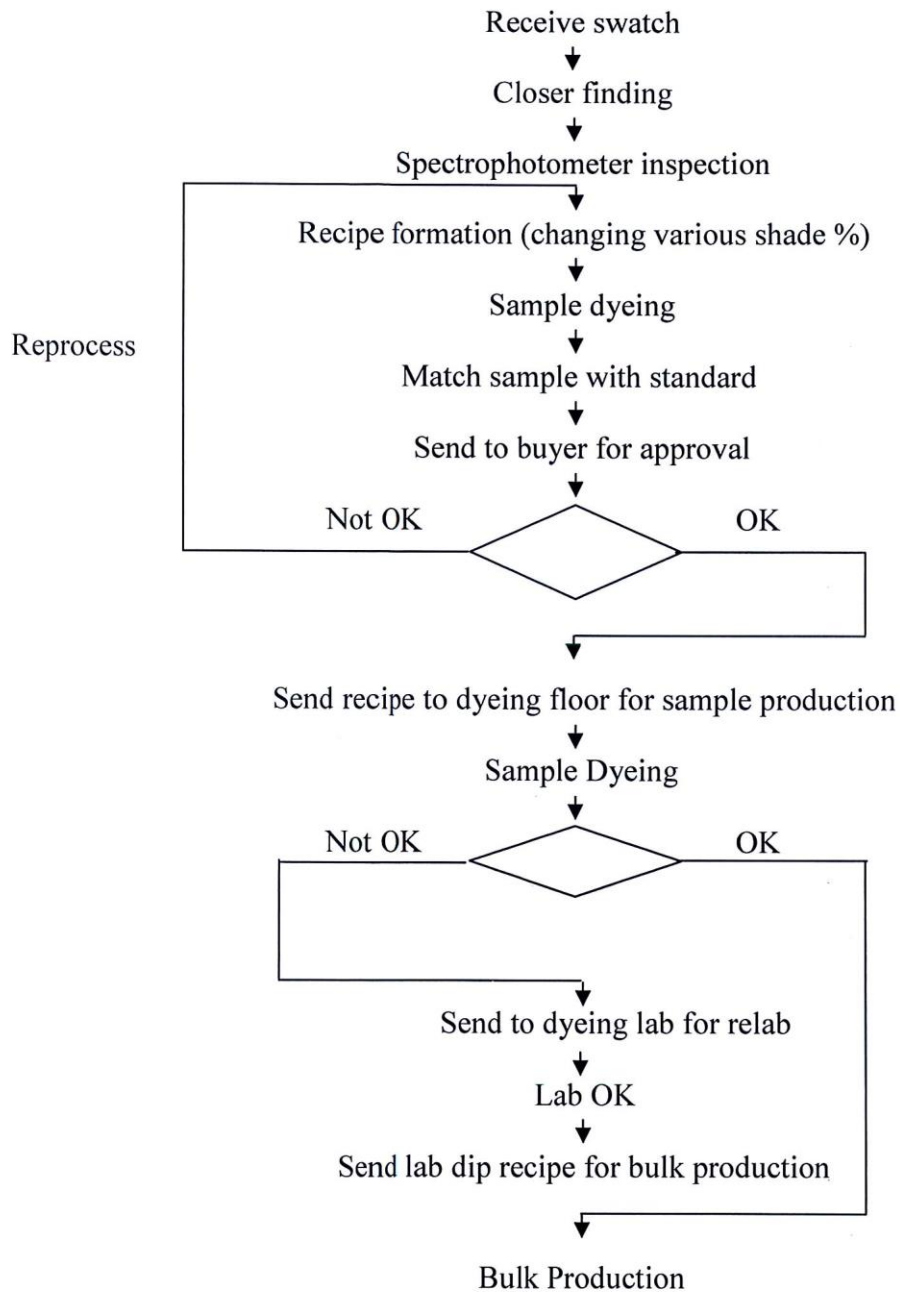 Receive swatch
Closer finding
Spectrophotometer inspection
Recipe formation (changing various shade %)
Sample dyeing
Reprocess
Match sample with standard
Send to buyer for approval
Not OK
OK
Send recipe to dyeing floor for sample production
Sample Dyeing
Not OK
OK
Send to dyeing lab for relab
Lab OK
Send lab dip recipe for bulk production
Bulk Production